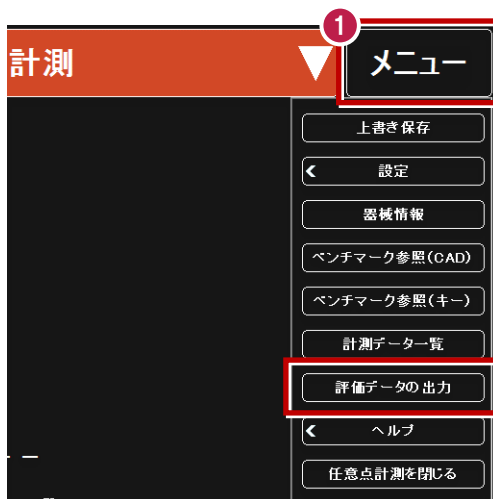 1
計測
メニュー
上書き保存
設定
器械情報
ベンチマーク参照(CAD)
ベンチマーク参照(キー)
計測データ一覧
評価データの出力
ヘルプ
任意点計測を閉じる